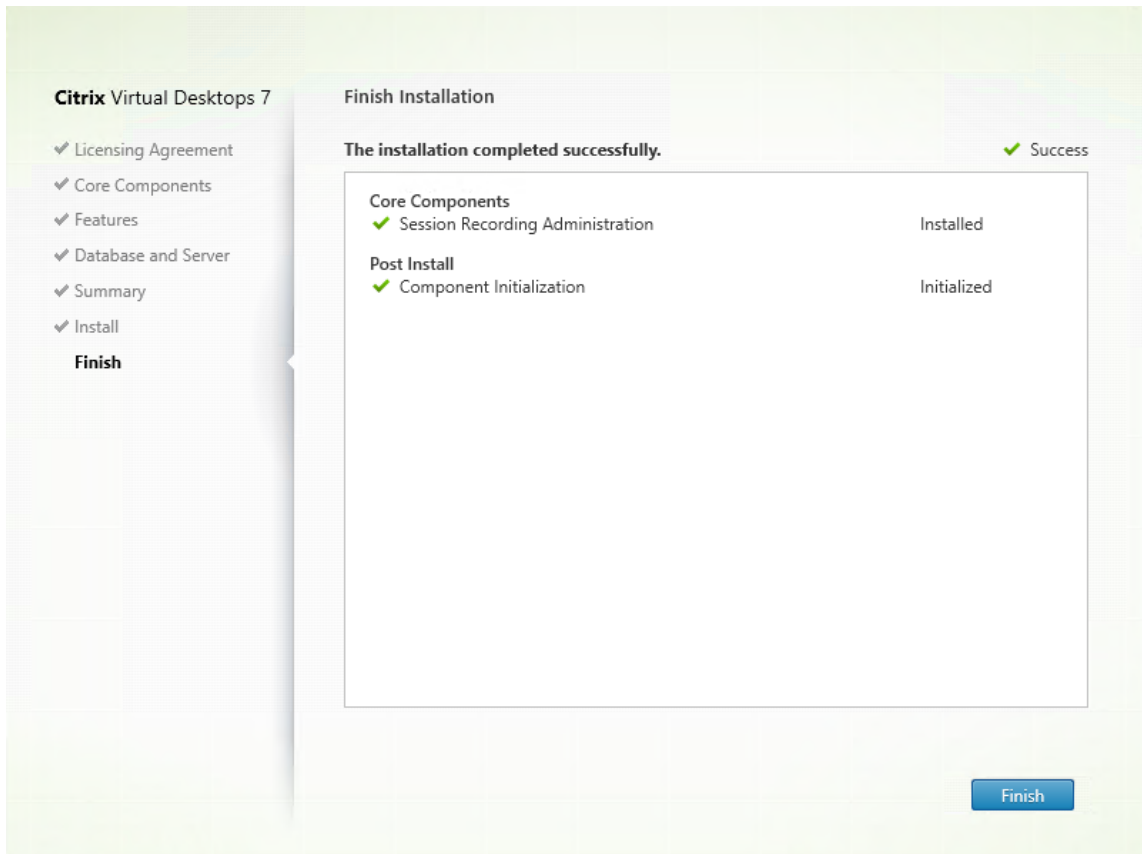 Citrix Virtual Desktops 7
Licensing Agreement
Core Components
Features
Database and Server
Summary
Install
Finish
Finish Installation
The installation completed successfully.
Success
Core Components
Session Recording Administration Installed
Post Install
Component Initialization Initialized
Finish